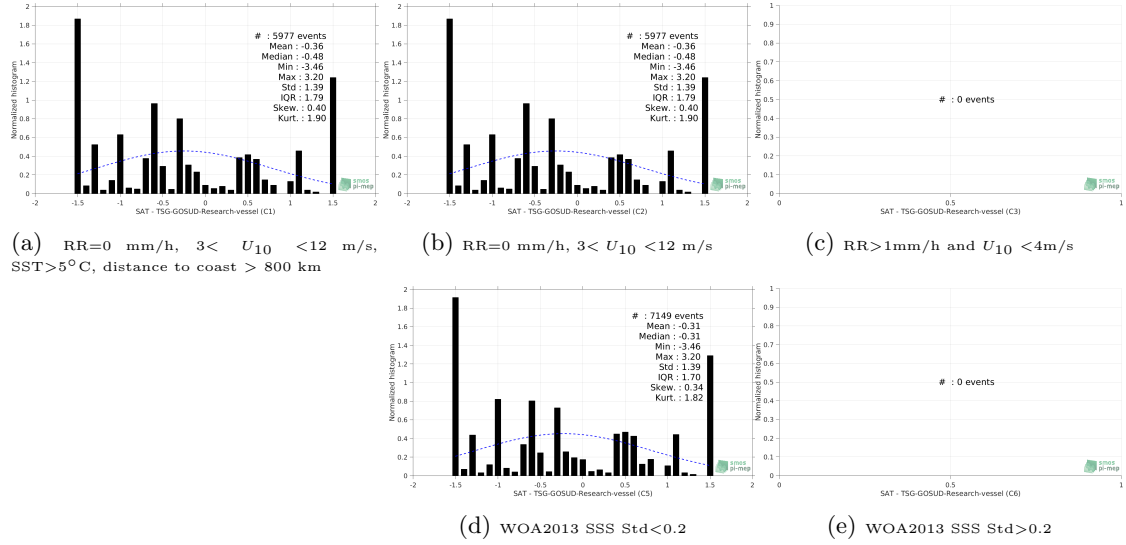 2
1.8
1.6
1.4
1.2
1
0.8
0.6
0.4
0.2
0
Normalized histogram
# : 5977 events
Mean : -0.36
Median : -0.48
Min : -3.46
Max : 3.20
Std : 1.39
IQR : 1.79
Skew. : 0.40
Kurt. : 1.90
smos
pi-mep
-2 -1.5 -1 -0.5 0 0.5 1 1.5 2
SAT - TSG-GOSUD-Research-vessel (C1)
(a) RR=0 mm/h, 3< U10 <12 m/s,
SST>5°C, distance to coast > 800 km
2
1.8
1.6
1.4
1.2
1
0.8
0.6
0.4
0.2
0
Normalized histogram
# : 5977 events
Mean : -0.36
Median : -0.48
Min : -3.46
Max : 3.20
Std : 1.39
IQR : 1.79
Skew. : 0.40
Kurt. : 1.90
smos
pi-mep
-2 -1.5 -1 -0.5 0 0.5 1 1.5 2
SAT - TSG-GOSUD-Research-vessel (C2)
(b) RR=0 mm/h, 3< U10 <12 m/s
1
0.9
0.8
0.7
0.6
0.5
0.4
0.3
0.2
0.1
0
Normalized histogram
# : 0 events
smos
pi-mep
0.5 1
SAT - TSG-GOSUD-Research-vessel (C3)
(c) RR>1mm/h and U10 <4m/s
2
1.8
1.6
1.4
1.2
1
0.8
0.6
0.4
0.2
0
Normalized histogram
# : 7149 events
Mean : -0.31
Median : -0.31
Min : -3.46
Max : 3.20
Std : 1.39
IQR : 1.70
Skew. : 0.34
Kurt. : 1.82
smos
pi-mep
-2 -1.5 -1 -0.5 0 0.5 1 1.5 2
SAT - TSG-GOSUD-Research-vessel (C5)
(d) WOA2013 SSS Std<0.2
1
0.9
0.8
0.7
0.6
0.5
0.4
0.3
0.2
0.1
0
Normalized histogram
# : 0 events
smos
pi-mep
0.5 1
SAT - TSG-GOSUD-Research-vessel (C6)
(e) WOA2013 SSS Std>0.2